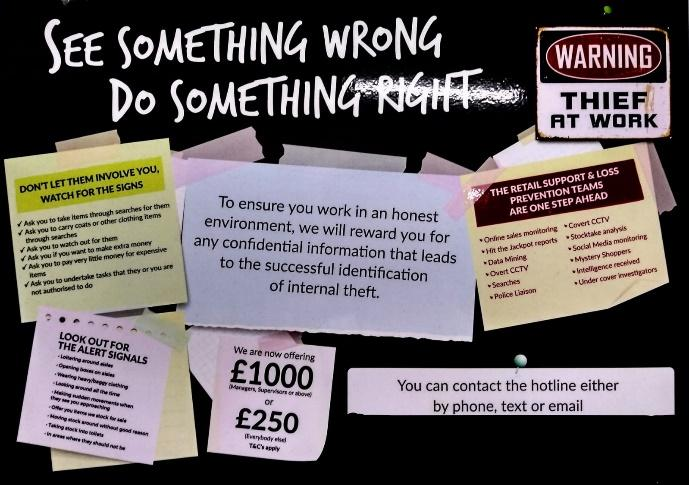 SEE SOMETHING WRONG
DO SOMETHING RIGHT
WARNING
THIEF
AT WORK
DON'T LET THEM INVOLVE YOU,
WATCH FOR THE SIGNS
✓ Ask you to take items through searches for them
✓ Ask you to carry coats or other clothing items
through searches
✓ Ask you to watch out for them
✓ Ask you if you want to make extra money
✓ Ask you to pay very little money for expensive
items
✓ Ask you to undertake tasks that they or you are
not authorised to do
To ensure you work in an honest
environment, we will reward you for
any confidential information that leads
to the successful identification
of internal theft.
THE RETAIL SUPPORT & LOSS
PREVENTION TEAMS
ARE ONE STEP AHEAD
Online sales monitoring
Hit the Jackpot reports
Data Mining
Overt CCTV
Searches
Police Liaison
Covert CCTV
Stocktake analysis
Social Media monitoring
Mystery Shoppers
Intelligence received
Under cover investigators
LOOK OUT FOR
THE ALERT SIGNALS
- Loitering around aisles
- Opening boxes on aisles
- Wearing heavy/baggy clothing
- Looking around all the time
- Making sudden movements when
they see you approaching
- Offer you items we stock for sale
- Moving stock around without good reason
- Taking stock into toilets
- In areas where they should not be
We are now offering
£1000
(Managers, Supervisors or above)
or
£250
(Everybody else)
T&C's apply
You can contact the hotline either
by phone, text or email